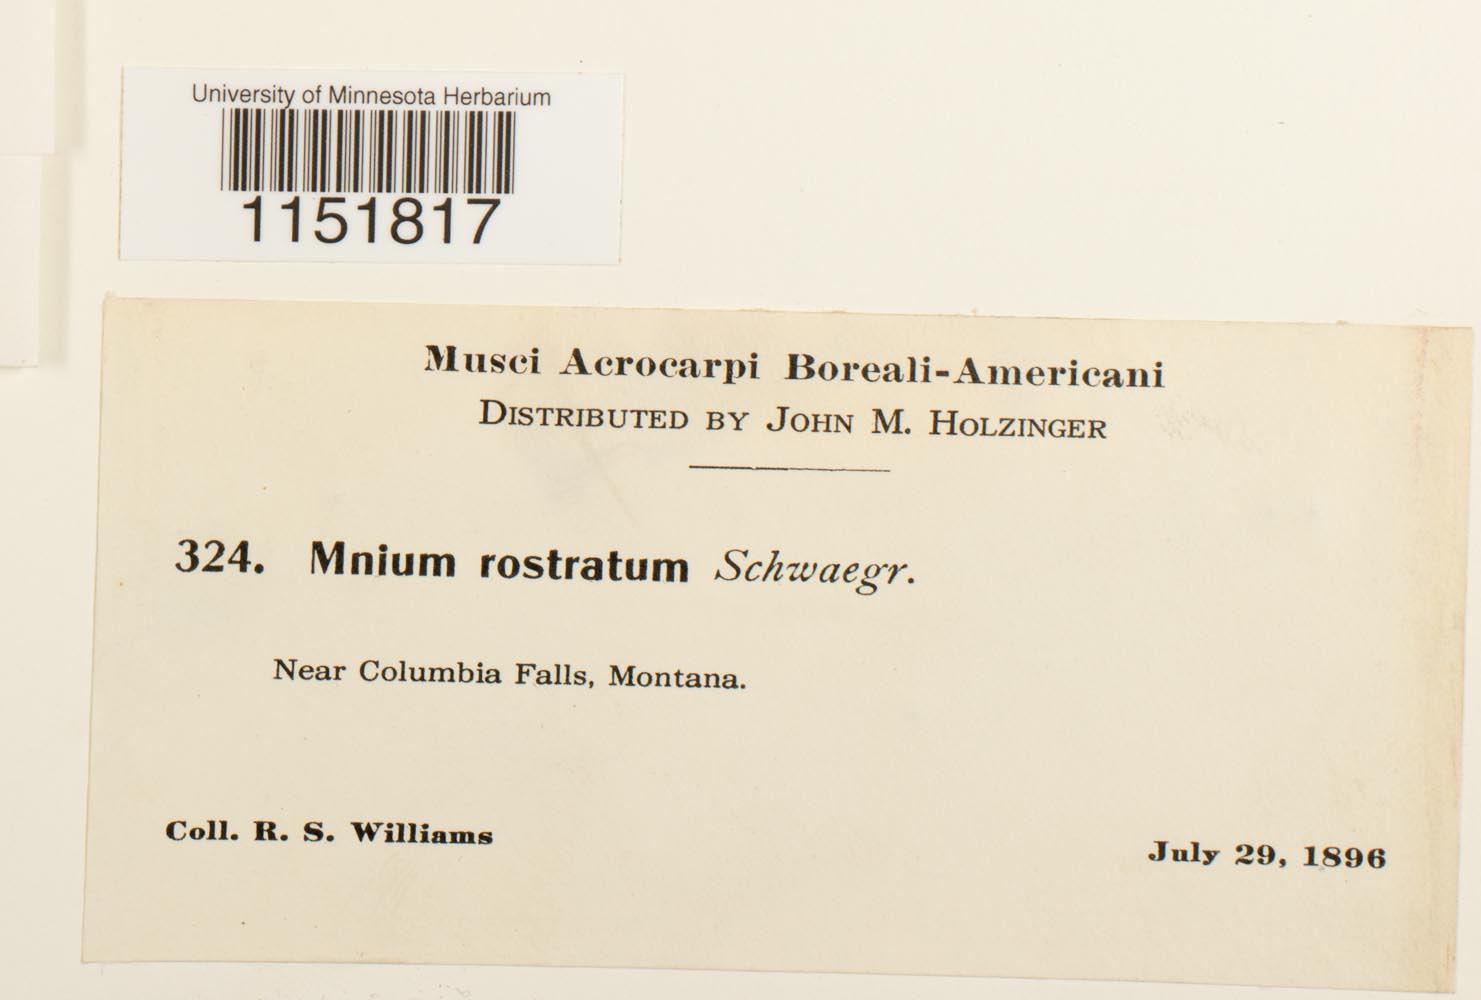 University of Minnesota Herbarium
1151817
Musci Acrocarpi Boreali-Americani
Distributed by John M. Holzinger
324. Mnium rostratum Schwaegr.
Near Columbia Falls, Montana.
Coll. R. S. Williams
July 29, 1896